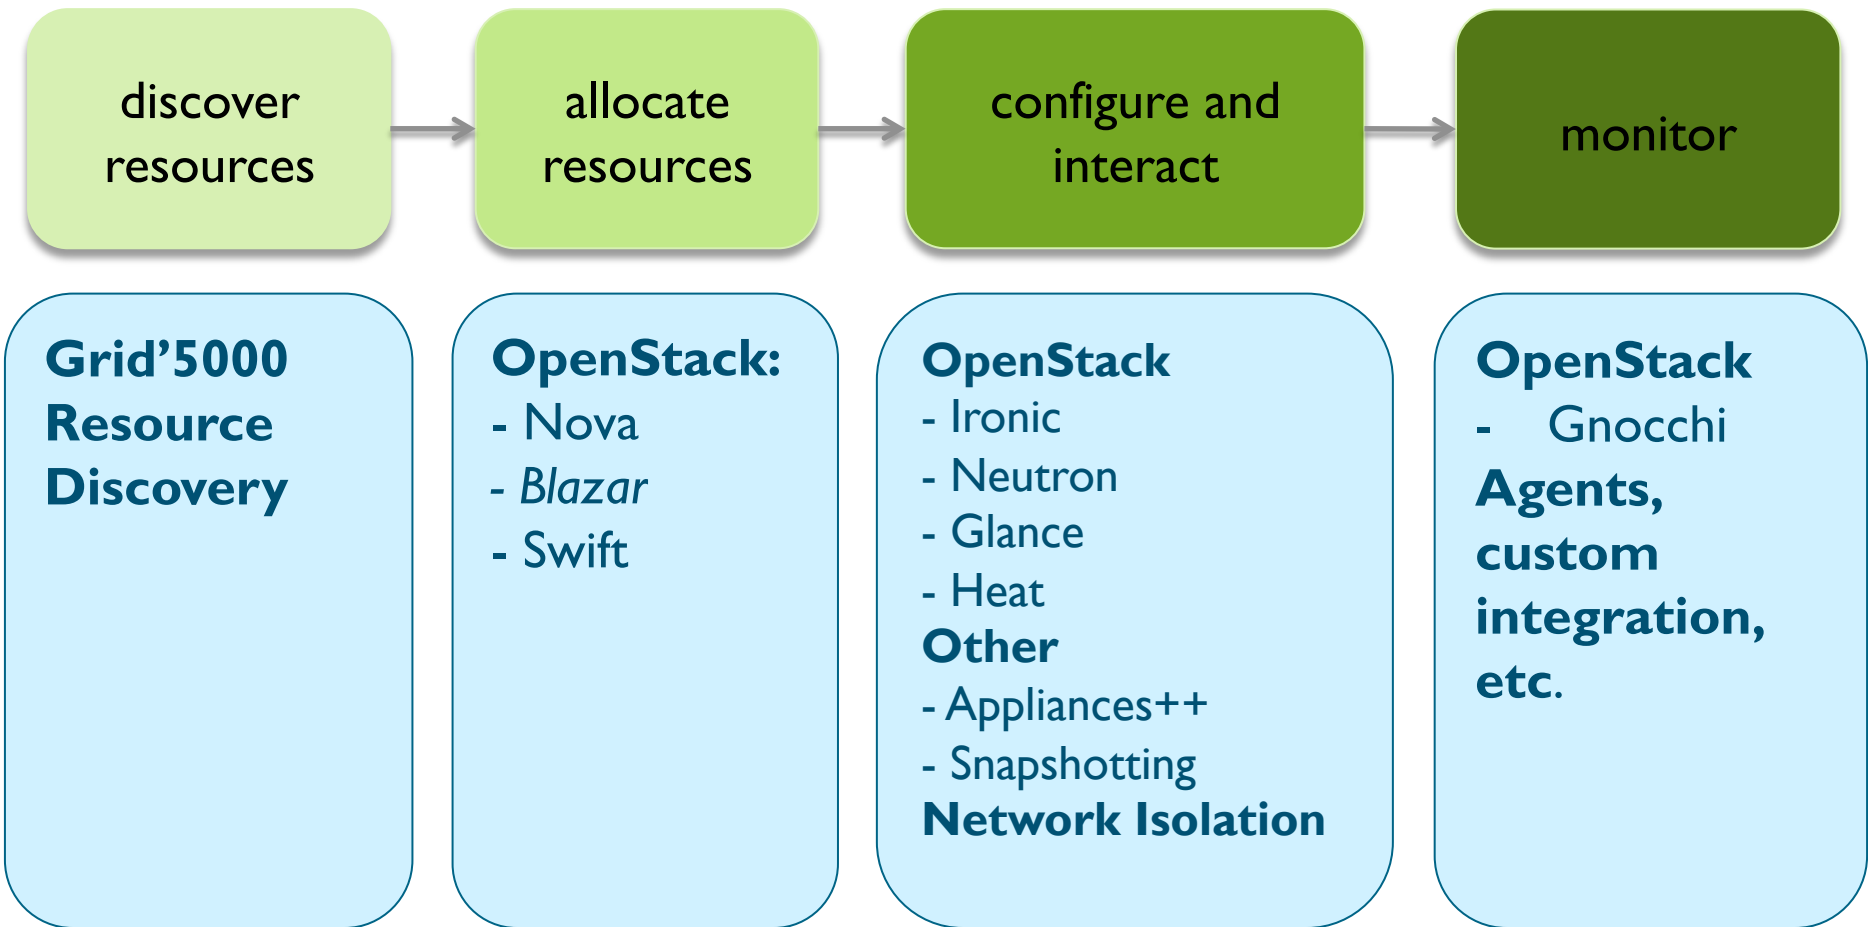 discover
resources
allocate
resources
configure and
interact
monitor
Grid’5000
Resource
Discovery
OpenStack:
- Nova
- Blazar
- Swift
OpenStack
- Ironic
- Neutron
- Glance
- Heat
Other
- Appliances++
- Snapshotting
Network Isolation
OpenStack
- Gnocchi
Agents,
custom
integration,
etc.